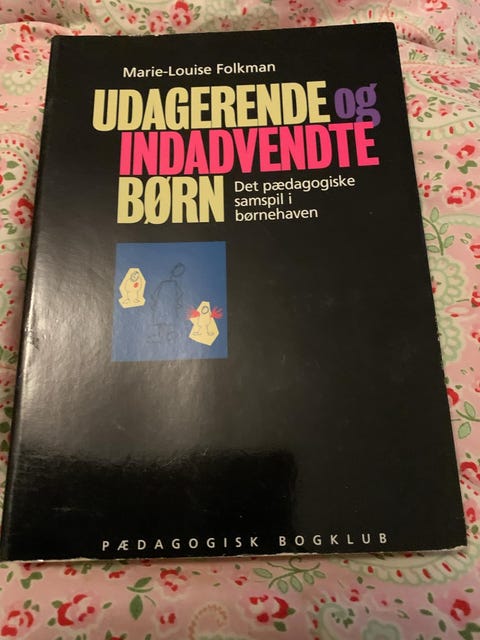 Marie-Louise Folkman
UDAGERENDE og
INDADVENDTE
BØRN
Det pædagogiske
samspil i
børnehaven
PÆDAGOGISK BOGKLUB